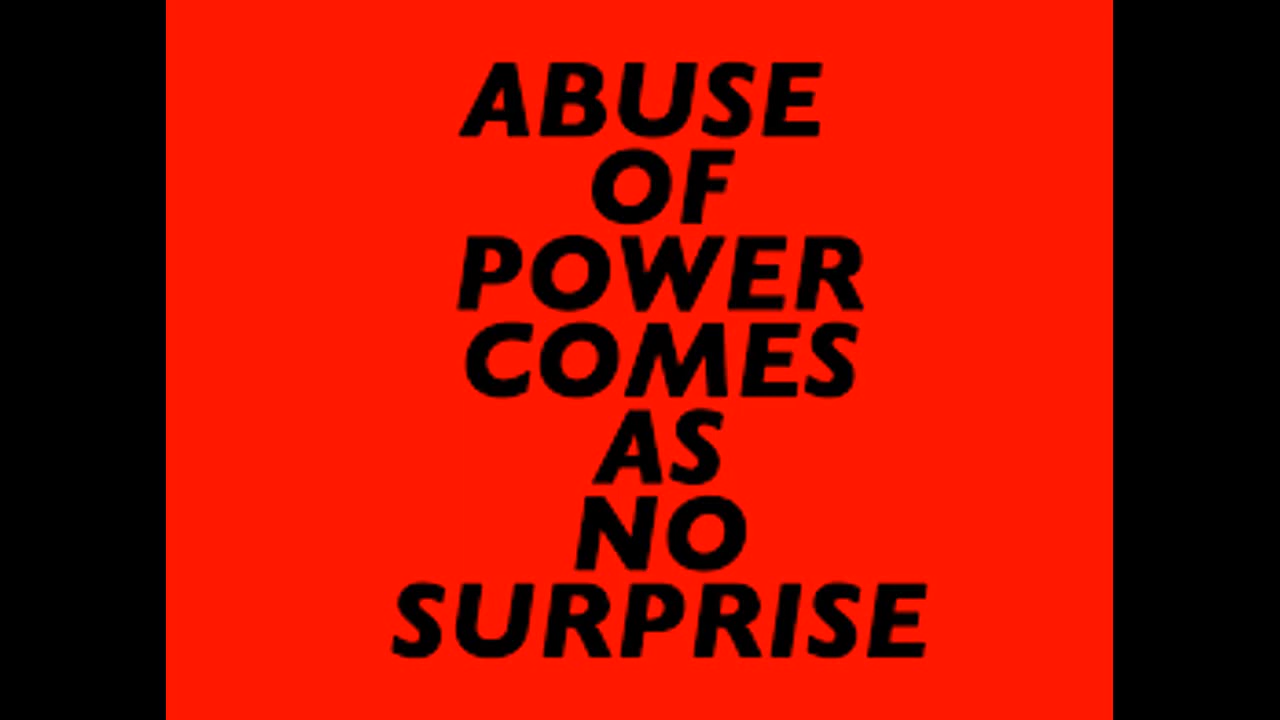 ABUSE
OF
POWER
COMES
AS
NO
SURPRISE